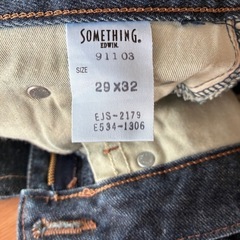 SOMETHING.
EDWIN.
91103
SIZE
29X32
EJS-2179
E534-1306